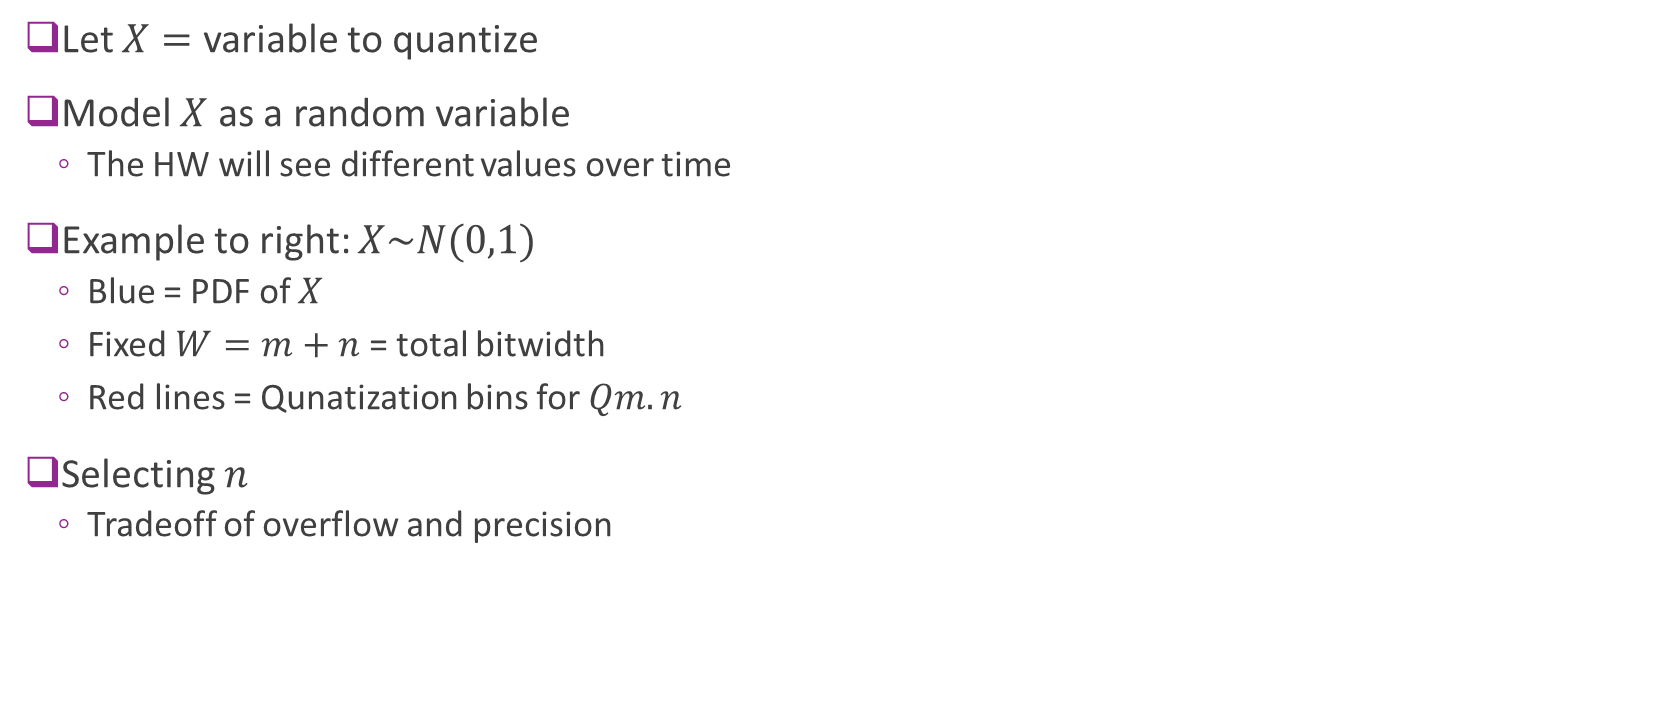 Let X = variable to quantize
Model X as a random variable
The HW will see different values over time
Example to right: X~N(0,1)
Blue = PDF of X
Fixed W = m + n = total bitwidth
Red lines = Qunatization bins for Qm.n
Selecting n
Tradeoff of overflow and precision